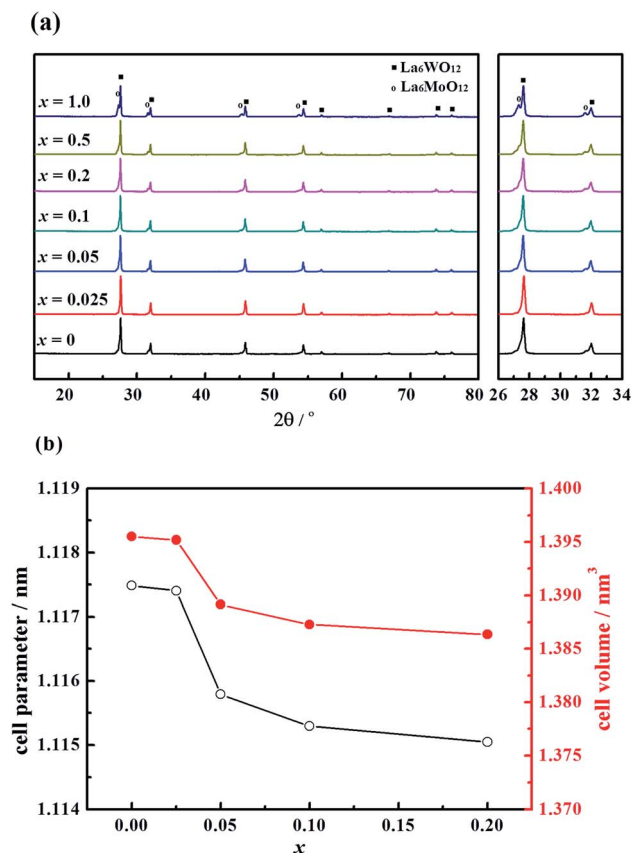 (a)
■ La₆WO₁₂
o La₆MoO₁₂
x = 1.0
x = 0.5
x = 0.2
x = 0.1
x = 0.05
x = 0.025
x = 0
20 30 40 50 60 70 80
26 28 30 32 34
2θ / °
(b)
1.119
1.118
1.117
1.116
1.115
1.114
cell parameter / nm
1.400
1.395
1.390
1.385
1.380
1.375
1.370
cell volume / nm³
0.00 0.05 0.10 0.15 0.20
x